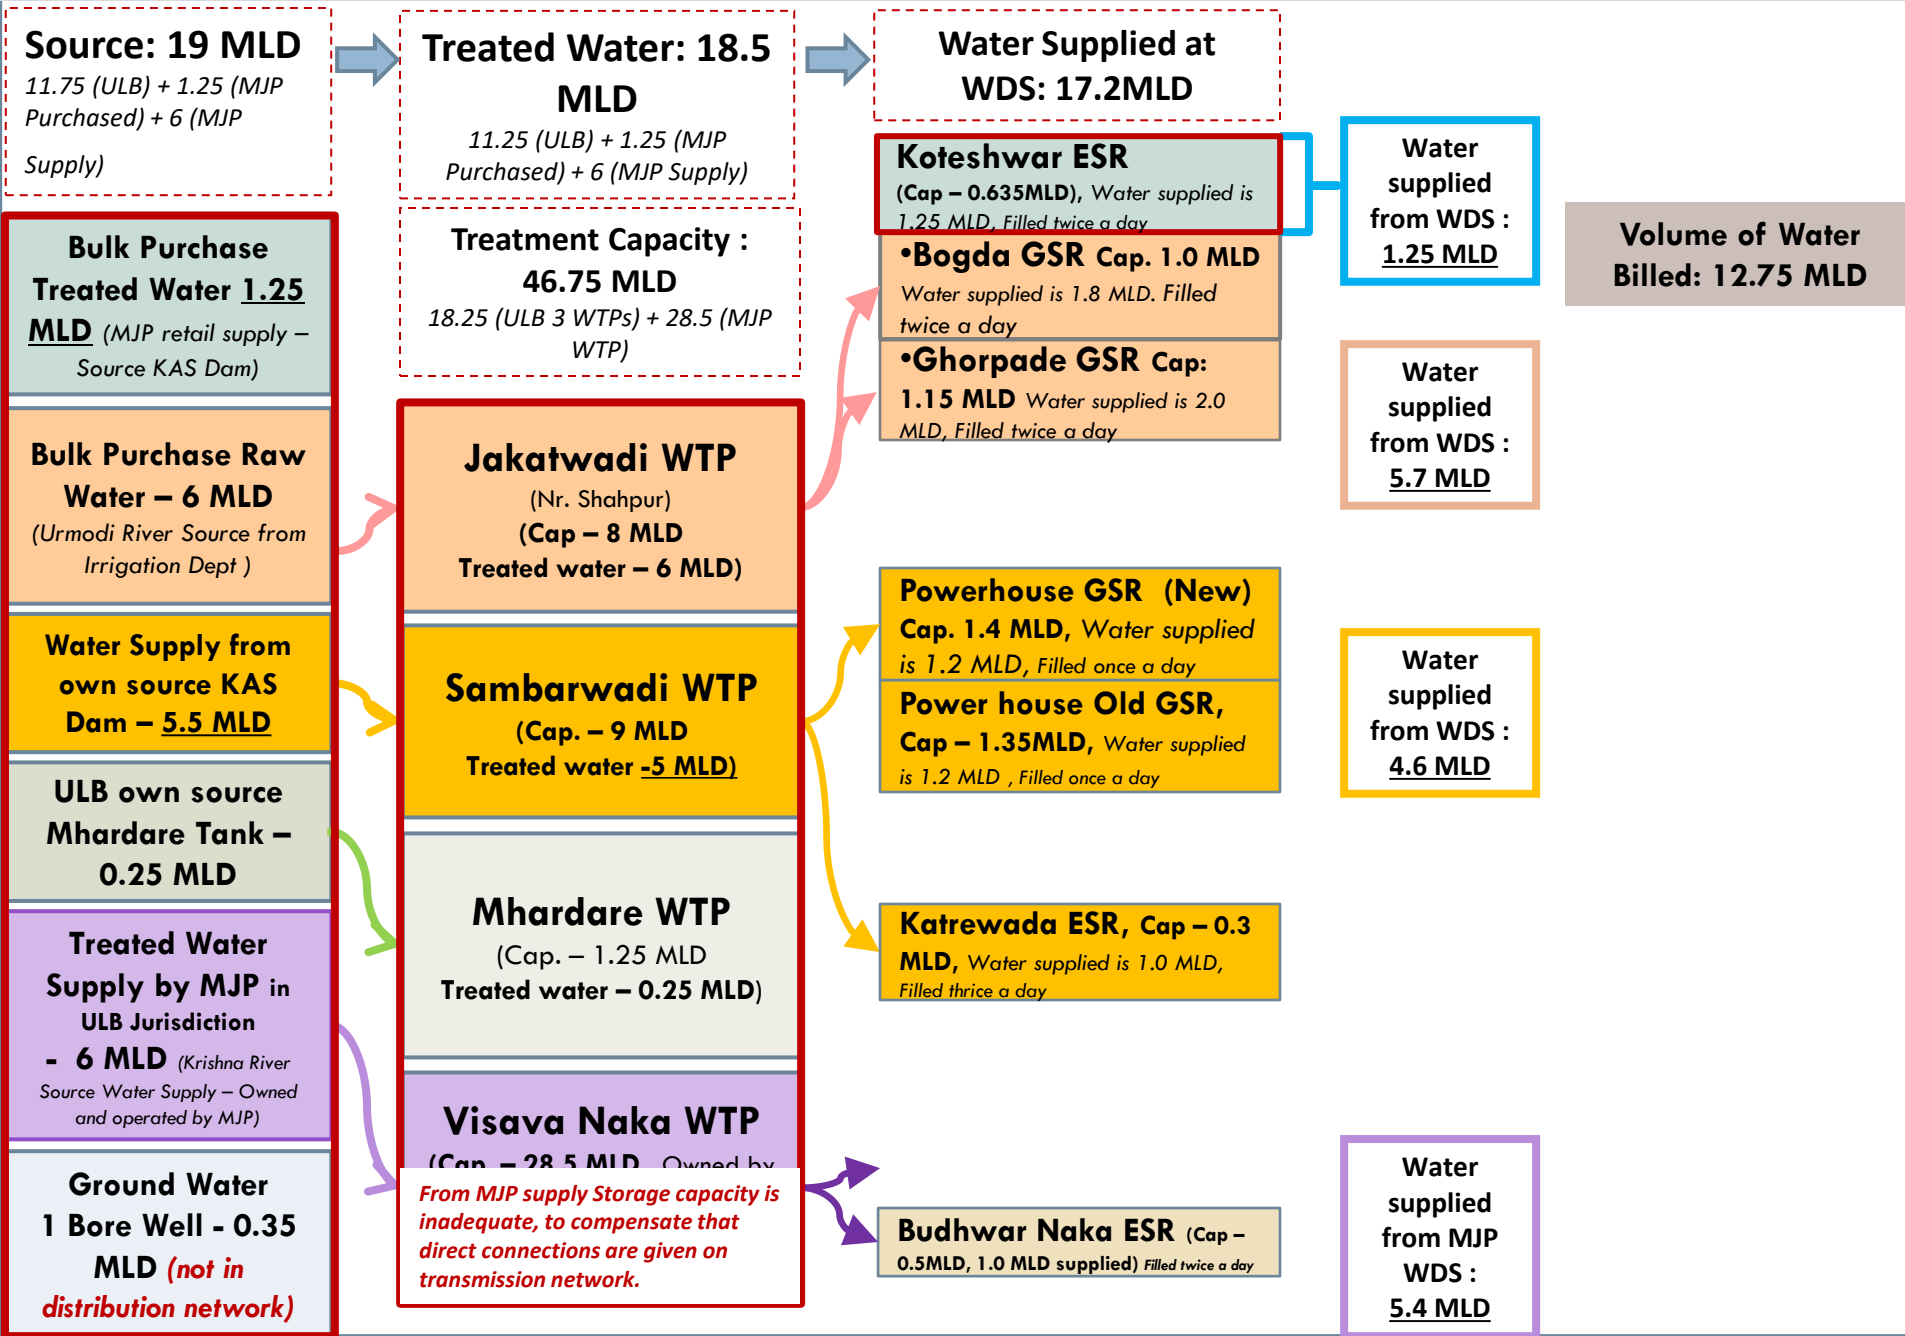 Source: 19 MLD
11.75 (ULB) + 1.25 (MJP
Purchased) + 6 (MJP
Supply)
Treated Water: 18.5
MLD
11.25 (ULB) + 1.25 (MJP
Purchased) + 6 (MJP Supply)
Water Supplied at
WDS: 17.2MLD
Treatment Capacity :
46.75 MLD
18.25 (ULB 3 WTPs) + 28.5 (MJP
WTP)
Bulk Purchase
Treated Water 1.25
MLD (MJP retail supply –
Source KAS Dam)
Bulk Purchase Raw
Water – 6 MLD
(Urmodi River Source from
Irrigation Dept )
Water Supply from
own source KAS
Dam – 5.5 MLD
ULB own source
Mhardare Tank –
0.25 MLD
Treated Water
Supply by MJP in
ULB Jurisdiction
- 6 MLD (Krishna River
Source Water Supply – Owned
and operated by MJP)
Ground Water
1 Bore Well - 0.35
MLD (not in
distribution network)
Jakatwadi WTP
(Nr. Shahpur)
(Cap – 8 MLD
Treated water – 6 MLD)
Sambarwadi WTP
(Cap. – 9 MLD
Treated water -5 MLD)
Mhardare WTP
(Cap. – 1.25 MLD
Treated water – 0.25 MLD)
Visava Naka WTP
(Cap. – 28.5 MLD Owned by
From MJP supply Storage capacity is
inadequate, to compensate that
direct connections are given on
transmission network.
Koteshwar ESR
(Cap – 0.635MLD), Water supplied is
1.25 MLD, Filled twice a day
•Bogda GSR Cap. 1.0 MLD
Water supplied is 1.8 MLD. Filled
twice a day
•Ghorpade GSR Cap:
1.15 MLD Water supplied is 2.0
MLD, Filled twice a day
Powerhouse GSR (New)
Cap. 1.4 MLD, Water supplied
is 1.2 MLD, Filled once a day
Power house Old GSR,
Cap – 1.35MLD, Water supplied
is 1.2 MLD , Filled once a day
Katrewada ESR, Cap – 0.3
MLD, Water supplied is 1.0 MLD,
Filled thrice a day
Budhwar Naka ESR (Cap –
0.5MLD, 1.0 MLD supplied) Filled twice a day
Water
supplied
from WDS :
1.25 MLD
Water
supplied
from WDS :
5.7 MLD
Water
supplied
from WDS :
4.6 MLD
Water
supplied
from MJP
WDS :
5.4 MLD
Volume of Water
Billed: 12.75 MLD